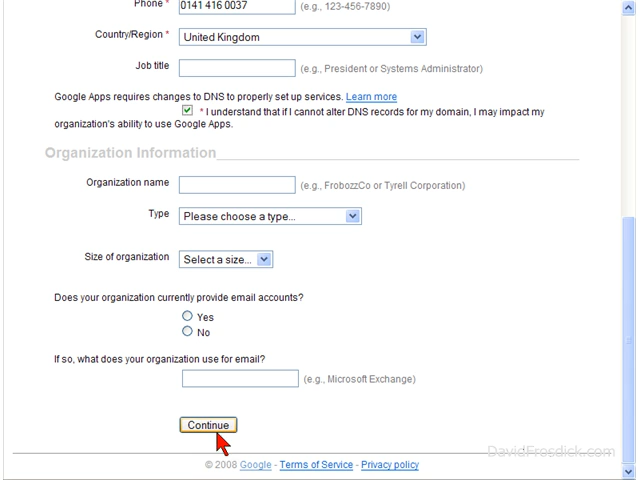 Phone * 0141 416 0037 (e.g., 123-456-7890)
Country/Region * United Kingdom
Job title (e.g., President or Systems Administrator)
Google Apps requires changes to DNS to properly set up services. Learn more
* I understand that if I cannot alter DNS records for my domain, I may impact my
organization's ability to use Google Apps.
Organization Information
Organization name (e.g., FrobozzCo or Tyrell Corporation)
Type Please choose a type...
Size of organization Select a size...
Does your organization currently provide email accounts?
Yes
No
If so, what does your organization use for email?
(e.g., Microsoft Exchange)
Continue
DavidFrosdick.com
© 2008 Google - Terms of Service - Privacy policy